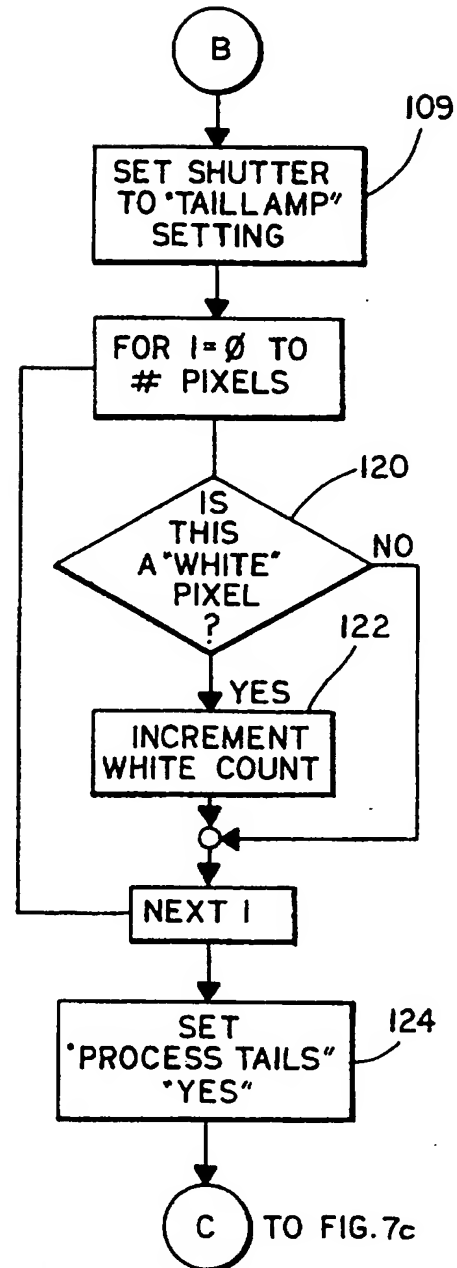 B
109
SET SHUTTER
TO "TAILLAMP"
SETTING
FOR I=Ø TO
# PIXELS
120
IS
THIS
A "WHITE"
PIXEL
?
NO
122
YES
INCREMENT
WHITE COUNT
NEXT I
SET
"PROCESS TAILS"
"YES"
124
C TO FIG.7c